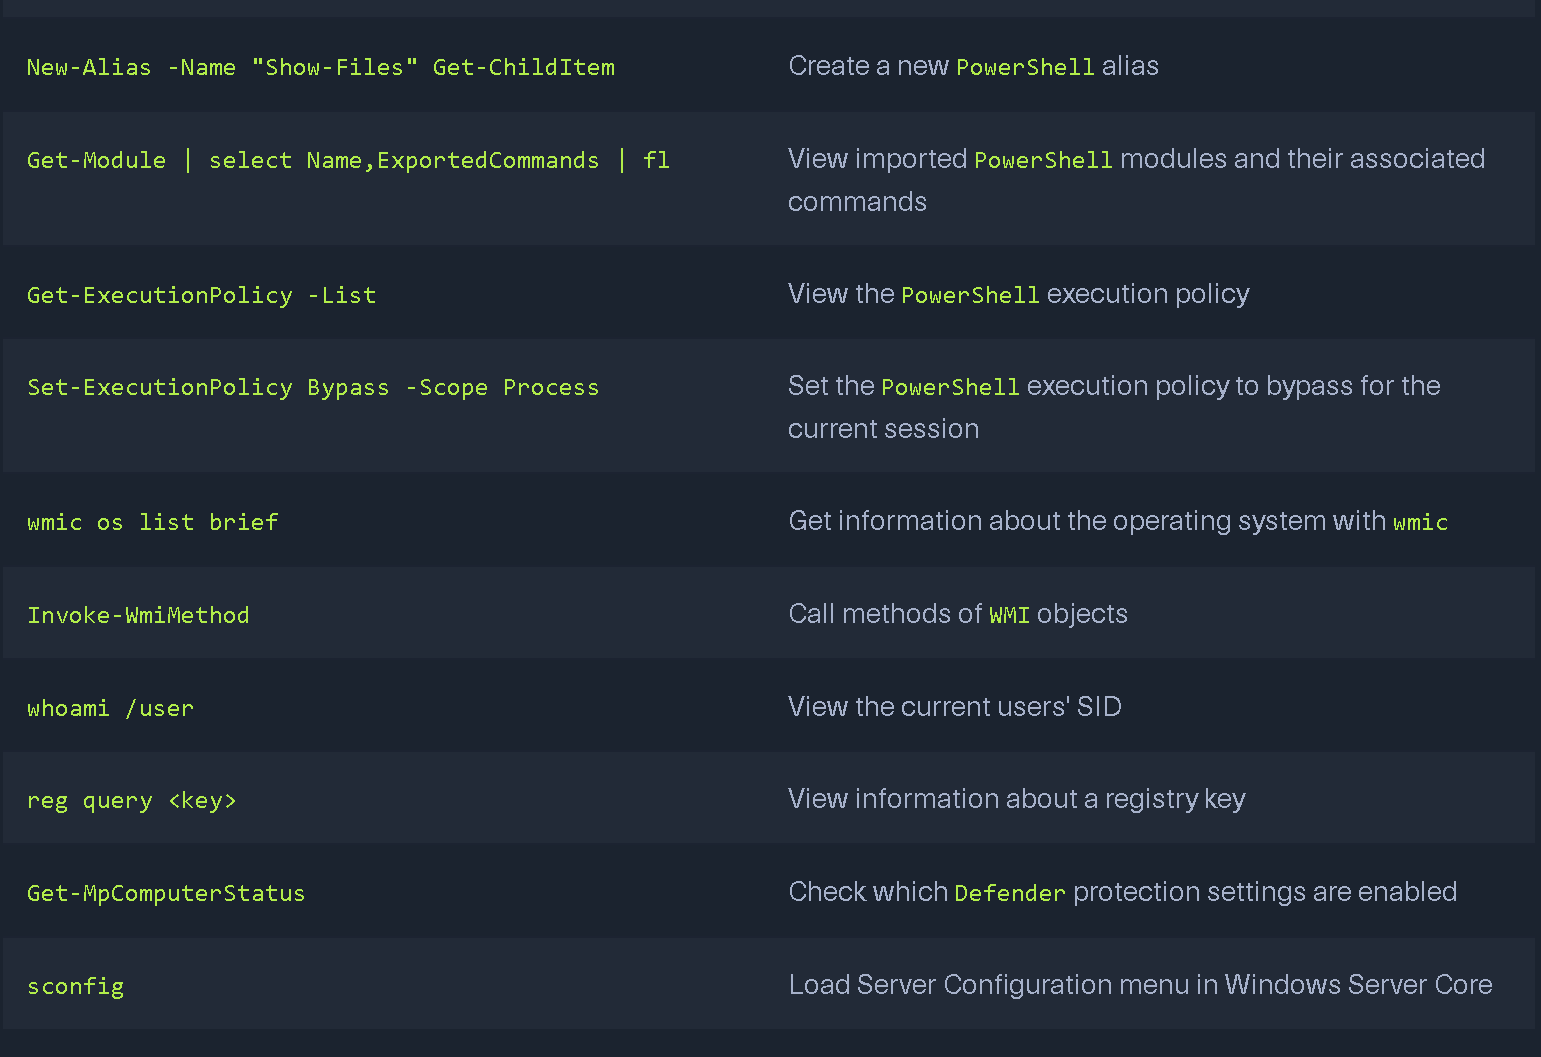 New-Alias -Name "Show-Files" Get-ChildItem
Create a new PowerShell alias
Get-Module | select Name,ExportedCommands | fl
View imported PowerShell modules and their associated
commands
Get-ExecutionPolicy -List
View the PowerShell execution policy
Set-ExecutionPolicy Bypass -Scope Process
Set the PowerShell execution policy to bypass for the
current session
wmic os list brief
Get information about the operating system with wmic
Invoke-WmiMethod
Call methods of WMI objects
whoami /user
View the current users' SID
reg query <key>
View information about a registry key
Get-MpComputerStatus
Check which Defender protection settings are enabled
sconfig
Load Server Configuration menu in Windows Server Core